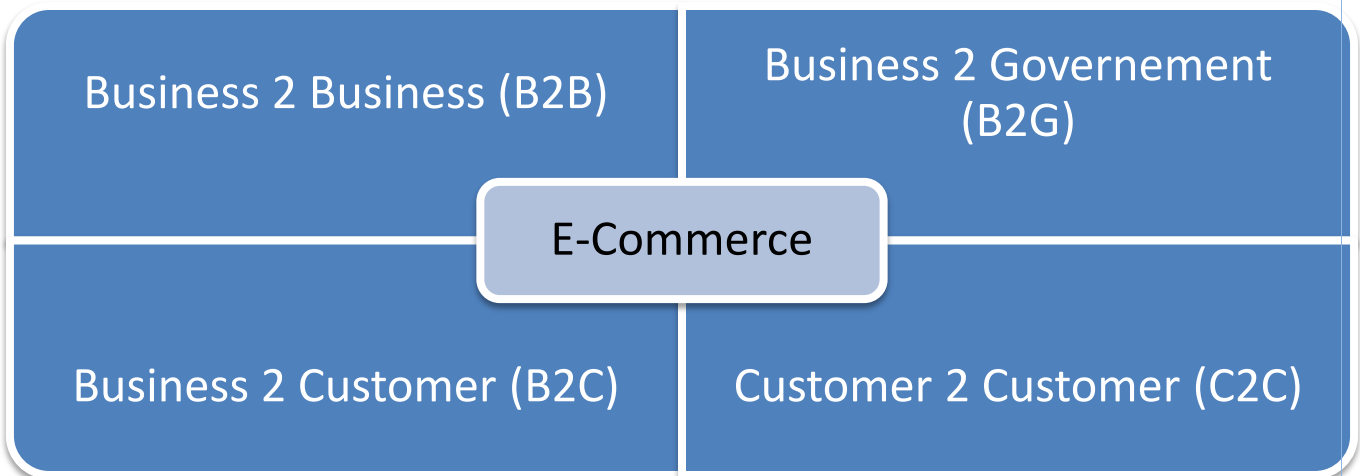 Business 2 Business (B2B)
Business 2 Governement
(B2G)
E-Commerce
Business 2 Customer (B2C)
Customer 2 Customer (C2C)